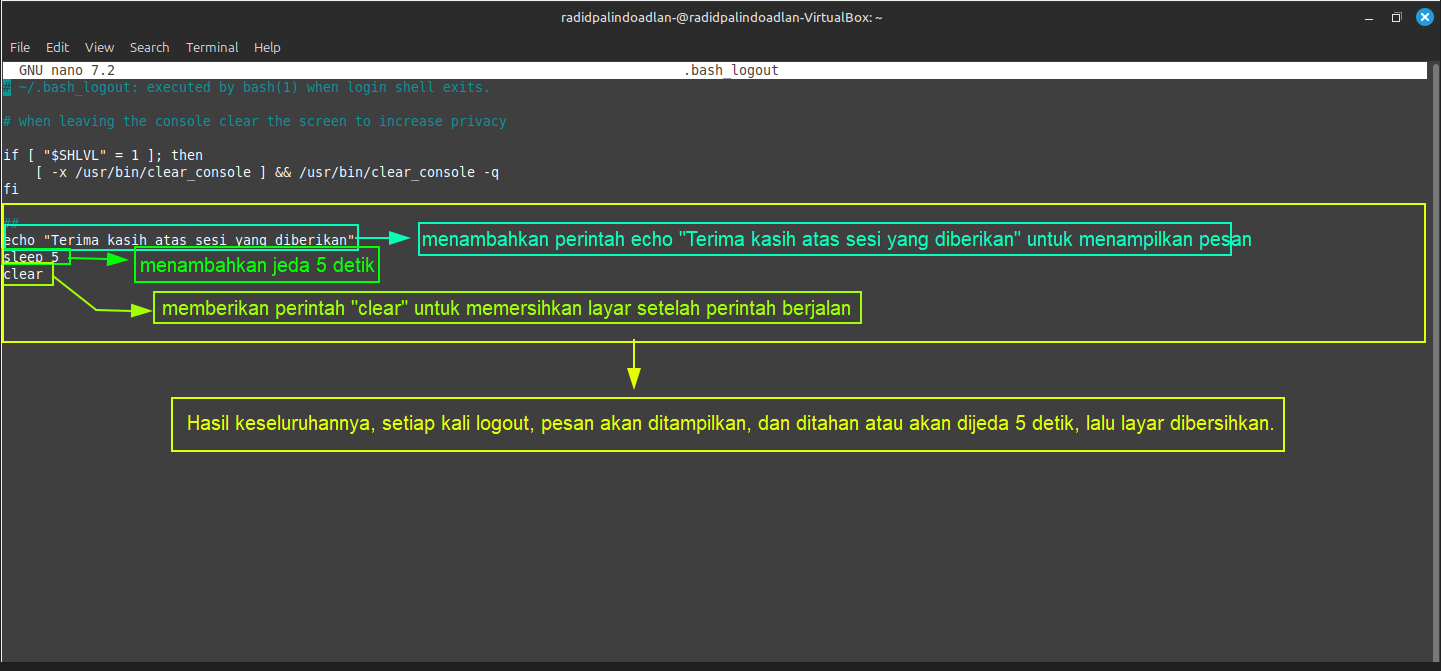 radidpalindoadlan-@radidpalindoadlan-VirtualBox: ~
File Edit View Search Terminal Help
GNU nano 7.2 .bash_logout
# ~/.bash_logout: executed by bash(1) when login shell exits.
# when leaving the console clear the screen to increase privacy
if [ "$SHLVL" = 1 ]; then
[ -x /usr/bin/clear_console ] && /usr/bin/clear_console -q
fi
##
echo "Terima kasih atas sesi yang diberikan"
menambahkan perintah echo "Terima kasih atas sesi yang diberikan" untuk menampilkan pesan
sleep 5
menambahkan jeda 5 detik
clear
memberikan perintah "clear" untuk memersihkan layar setelah perintah berjalan
Hasil keseluruhannya, setiap kali logout, pesan akan ditampilkan, dan ditahan atau akan dijeda 5 detik, lalu layar dibersihkan.